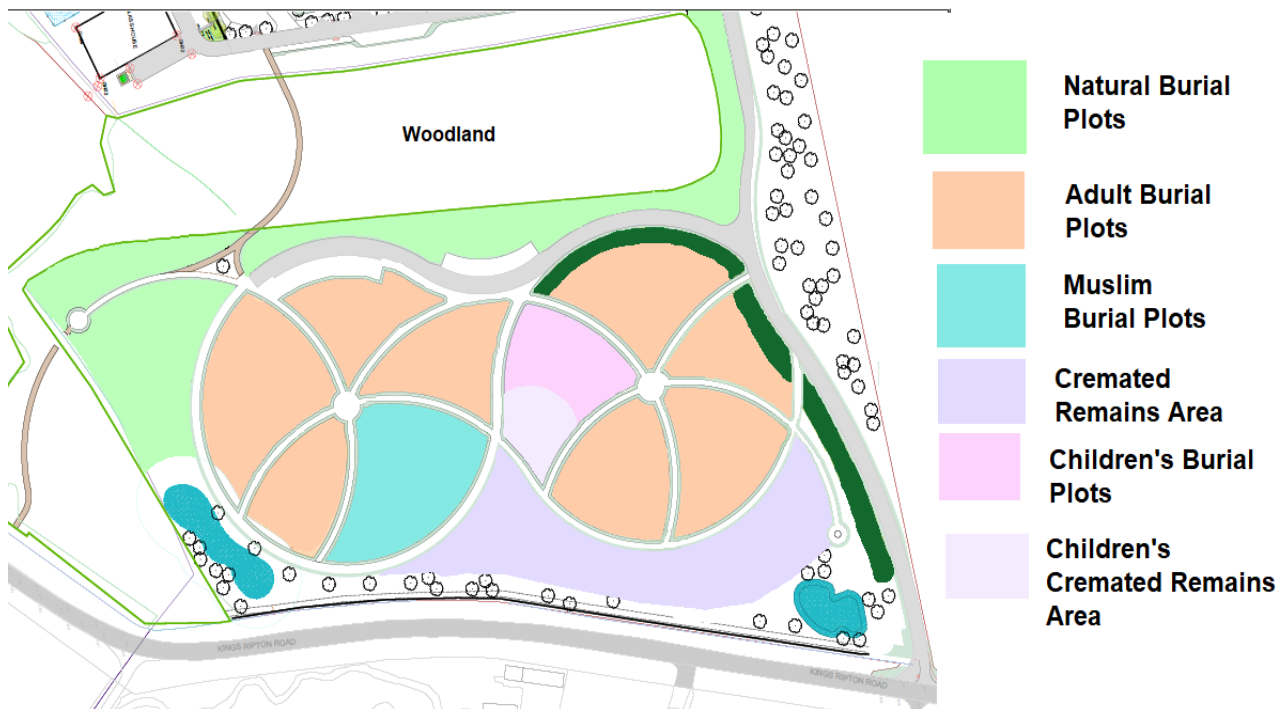 Woodland
KINGS RIPTON ROAD
KINGS RIPTON ROAD
Natural Burial
Plots
Adult Burial
Plots
Muslim
Burial Plots
Cremated
Remains Area
Children's Burial
Plots
Children's
Cremated Remains
Area